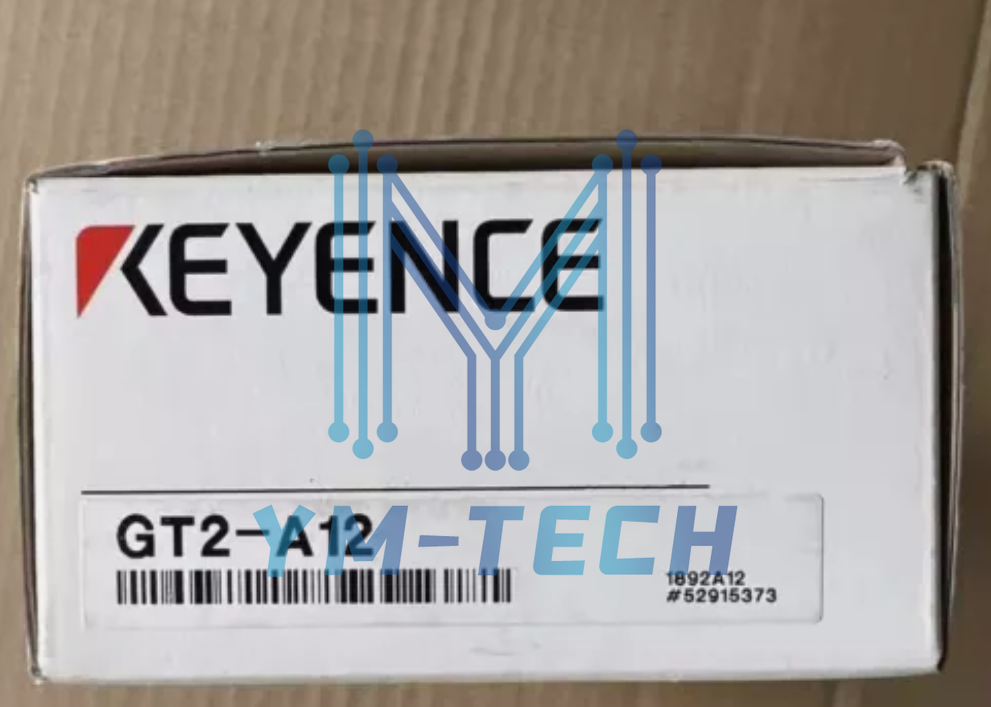 KEYENCE
GT2-A12
YM-TECH
1892A12
#52915373